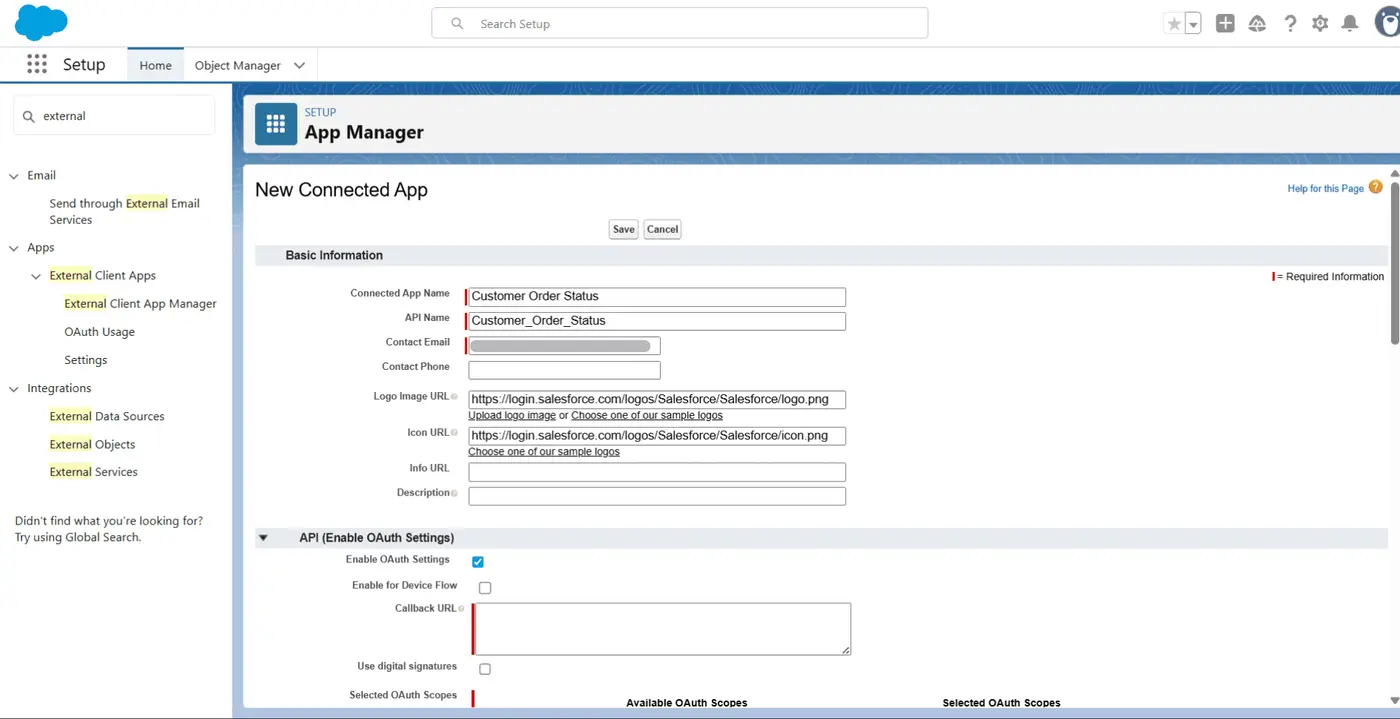 Search Setup
Setup
Home
Object Manager
external
Email
Send through External Email
Services
Apps
External Client Apps
External Client App Manager
OAuth Usage
Settings
Integrations
External Data Sources
External Objects
External Services
Didn't find what you're looking for?
Try using Global Search.
SETUP
App Manager
New Connected App
Help for this Page ?
Save Cancel
Basic Information
= Required Information
Connected App Name Customer Order Status
API Name Customer_Order_Status
Contact Email
Contact Phone
Logo Image URL https://login.salesforce.com/logos/Salesforce/Salesforce/logo.png
Upload logo image or Choose one of our sample logos
Icon URL https://login.salesforce.com/logos/Salesforce/Salesforce/icon.png
Choose one of our sample logos
Info URL
Description
API (Enable OAuth Settings)
Enable OAuth Settings
Enable for Device Flow
Callback URL
Use digital signatures
Selected OAuth Scopes
Available OAuth Scopes Selected OAuth Scopes